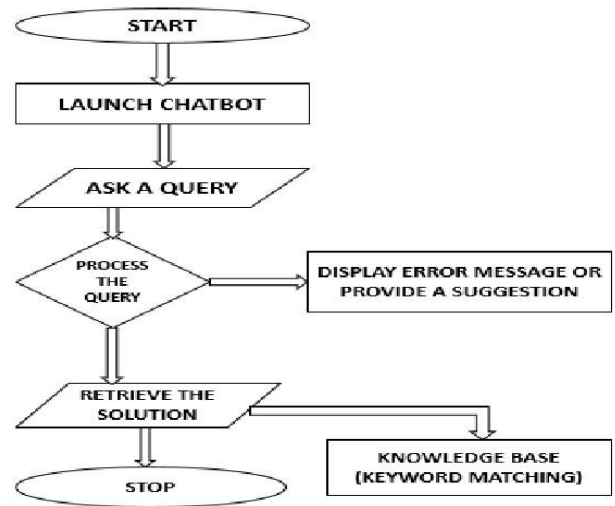 START
LAUNCH CHATBOT
ASK A QUERY
PROCESS
THE
QUERY
DISPLAY ERROR MESSAGE OR
PROVIDE A SUGGESTION
RETRIEVE THE
SOLUTION
KNOWLEDGE BASE
(KEYWORD MATCHING)
STOP